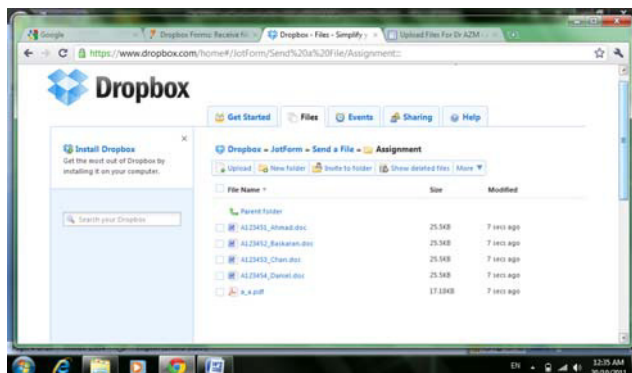 Google
Dropbox Forms: Receive fil
Dropbox - Files - Simplify y
Upload Files For Dr AZM -
https://www.dropbox.com/home#/JotForm/Send%20a%20File/Assignment::
Dropbox
Get Started
Files
Events
Sharing
Help
Install Dropbox
Get the most out of Dropbox by
installing it on your computer.
Search your Dropbox
Dropbox » JotForm » Send a File » Assignment
Upload
New folder
Invite to folder
Show deleted files
More
File Name
Size
Modified
Parent folder
A123451_Ahmad.doc 25.5KB 7 secs ago
A123452_Baskaran.doc 25.5KB 7 secs ago
A123453_Chan.doc 25.5KB 7 secs ago
A123454_Daniel.doc 25.5KB 7 secs ago
a_a.pdf 17.10KB 7 secs ago
EN
12:35 AM